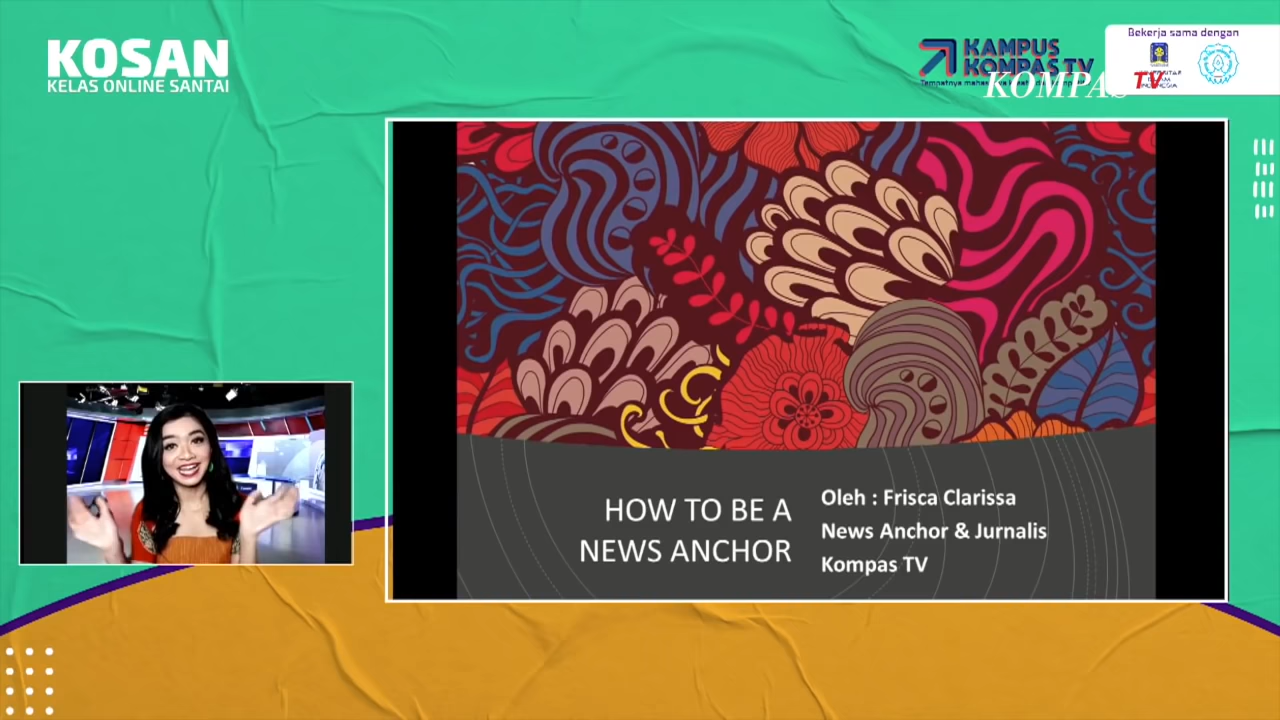 KOSAN
KELAS ONLINE SANTAI
KAMPUS
KOMPAS TV
KOMPAS TV
Bekerja sama dengan
HOW TO BE A
NEWS ANCHOR
Oleh : Frisca Clarissa
News Anchor & Jurnalis
Kompas TV